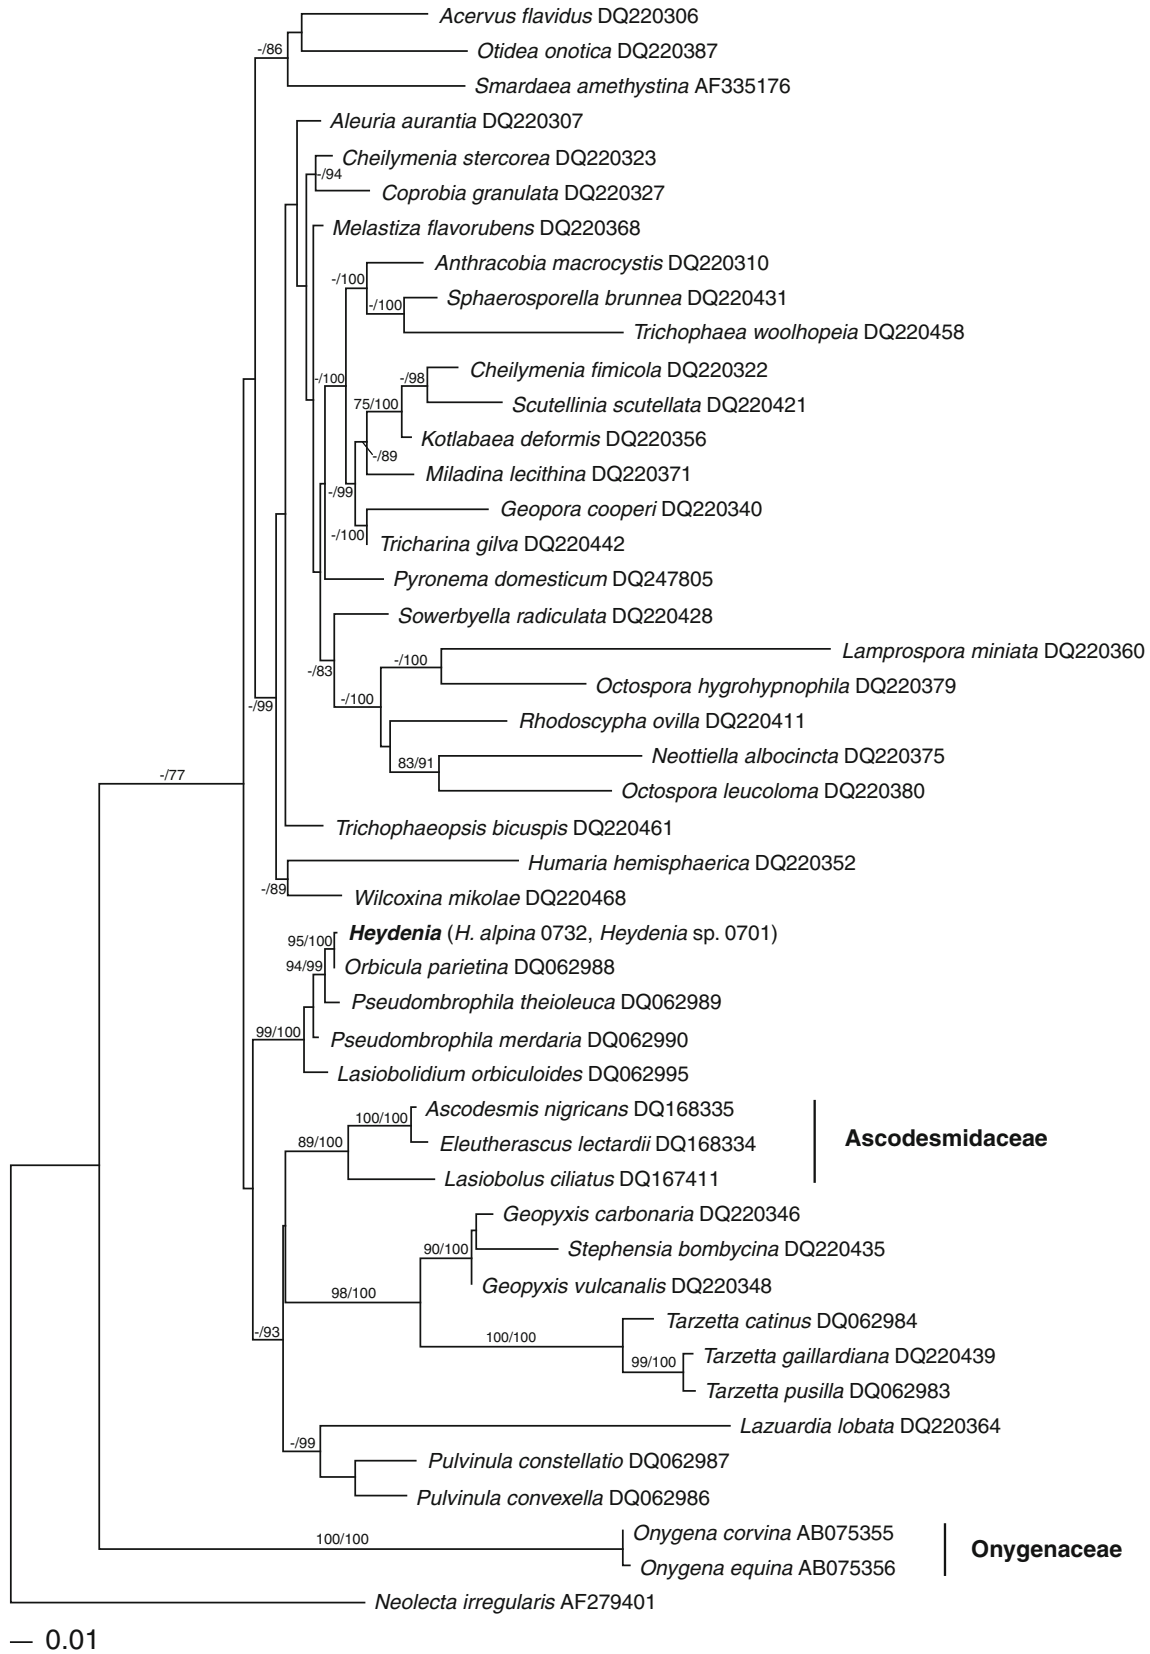 Acervus flavidus DQ220306
-/86
Otidea onotica DQ220387
Smardaea amethystina AF335176
Aleuria aurantia DQ220307
Cheilymenia stercorea DQ220323
-/94
Coprobia granulata DQ220327
Melastiza flavorubens DQ220368
Anthracobia macrocystis DQ220310
-/100
Sphaerosporella brunnea DQ220431
-/100
Trichophaea woolhopeia DQ220458
Cheilymenia fimicola DQ220322
-/100
-/98
75/100
Scutellinia scutellata DQ220421
Kotlabaea deformis DQ220356
-/89
Miladina lecithina DQ220371
-/99
Geopora cooperi DQ220340
-/100
Tricharina gilva DQ220442
Pyronema domesticum DQ247805
Sowerbyella radiculata DQ220428
Lamprospora miniata DQ220360
-/100
-/83
Octospora hygrohypnophila DQ220379
-/100
-/99
Rhodoscypha ovilla DQ220411
Neottiella albocincta DQ220375
83/91
-/77
Octospora leucoloma DQ220380
Trichophaeopsis bicuspis DQ220461
Humaria hemisphaerica DQ220352
-/89
Wilcoxina mikolae DQ220468
Heydenia (H. alpina 0732, Heydenia sp. 0701)
95/100
94/99
Orbicula parietina DQ062988
Pseudombrophila theioleuca DQ062989
99/100
Pseudombrophila merdaria DQ062990
Lasiobolidium orbiculoides DQ062995
Ascodesmis nigricans DQ168335
100/100
89/100
Eleutherascus lectardii DQ168334
Ascodesmidaceae
Lasiobolus ciliatus DQ167411
Geopyxis carbonaria DQ220346
90/100
Stephensia bombycina DQ220435
Geopyxis vulcanalis DQ220348
98/100
Tarzetta catinus DQ062984
-/93
100/100
Tarzetta gaillardiana DQ220439
99/100
Tarzetta pusilla DQ062983
Lazuardia lobata DQ220364
-/99
Pulvinula constellatio DQ062987
Pulvinula convexella DQ062986
Onygena corvina AB075355
100/100
Onygenaceae
Onygena equina AB075356
Neolecta irregularis AF279401
0.01